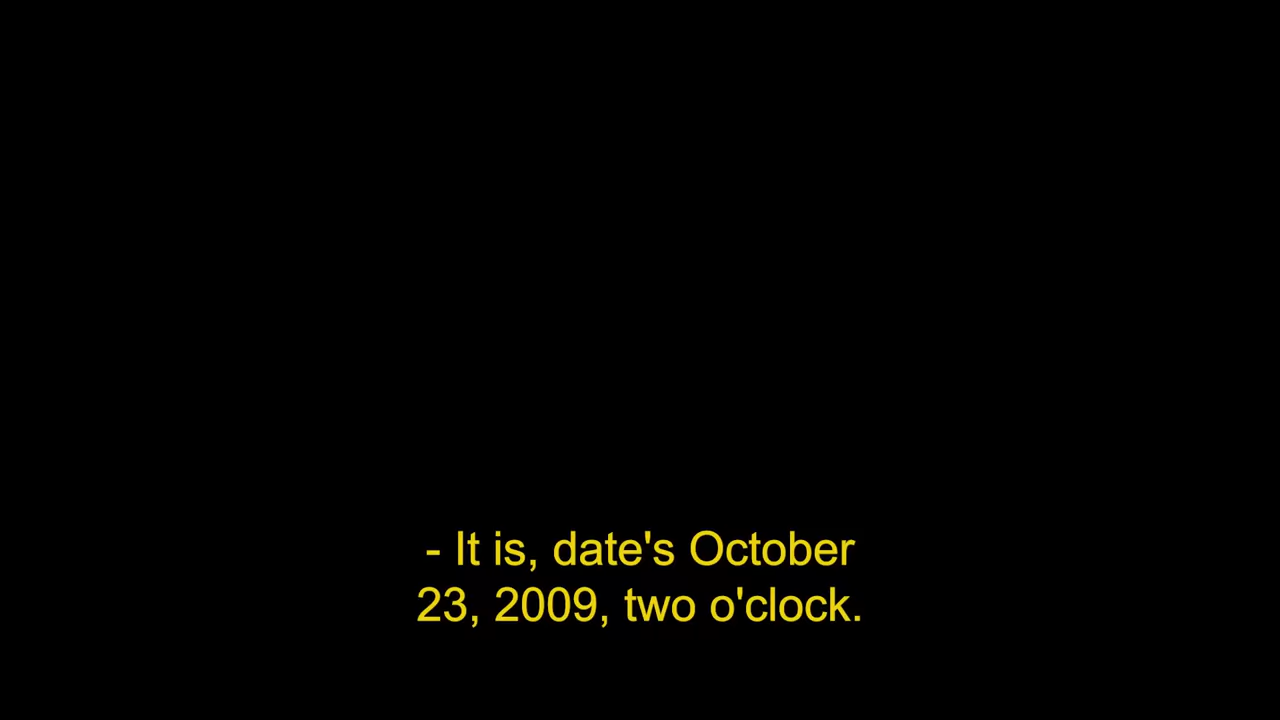 - It is, date's October
23, 2009, two o'clock.